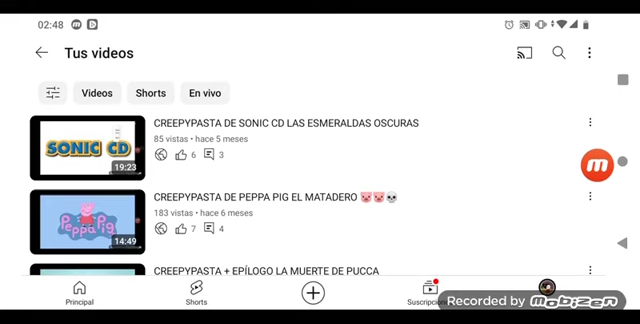 02:48
Tus videos
Videos
Shorts
En vivo
SONIC CD
19:23
CREEPYPASTA DE SONIC CD LAS ESMERALDAS OSCURAS
85 vistas • hace 5 meses
6
3
Peppa Pig
14:49
CREEPYPASTA DE PEPPA PIG EL MATADERO 🐷🐷💀
183 vistas • hace 6 meses
7
4
CREEPYPASTA + EPÍLOGO LA MUERTE DE PUCCA
Principal
Shorts
Recorded by mobizen